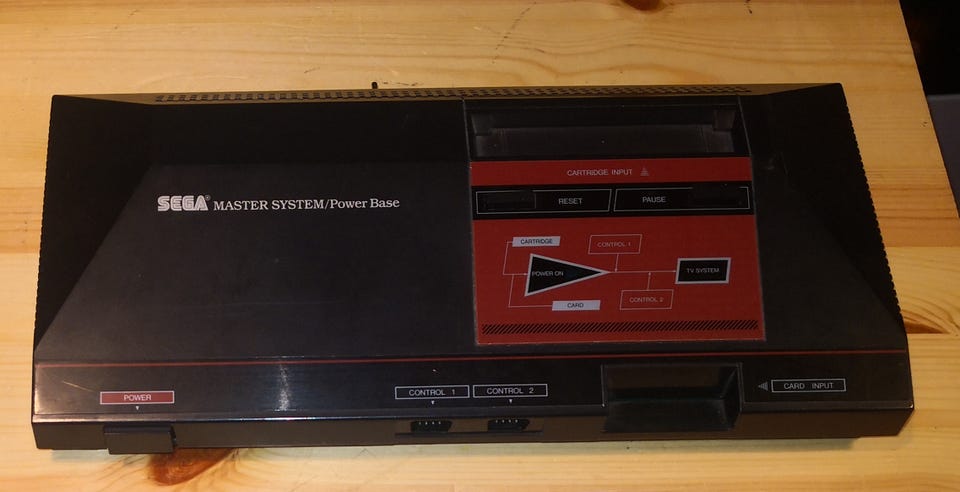 CARTRIDGE INPUT
SEGA® MASTER SYSTEM/Power Base
RESET
PAUSE
CARTRIDGE
CONTROL 1
POWER ON
TV SYSTEM
CONTROL 2
CARD
POWER
CONTROL 1
CONTROL 2
CARD INPUT